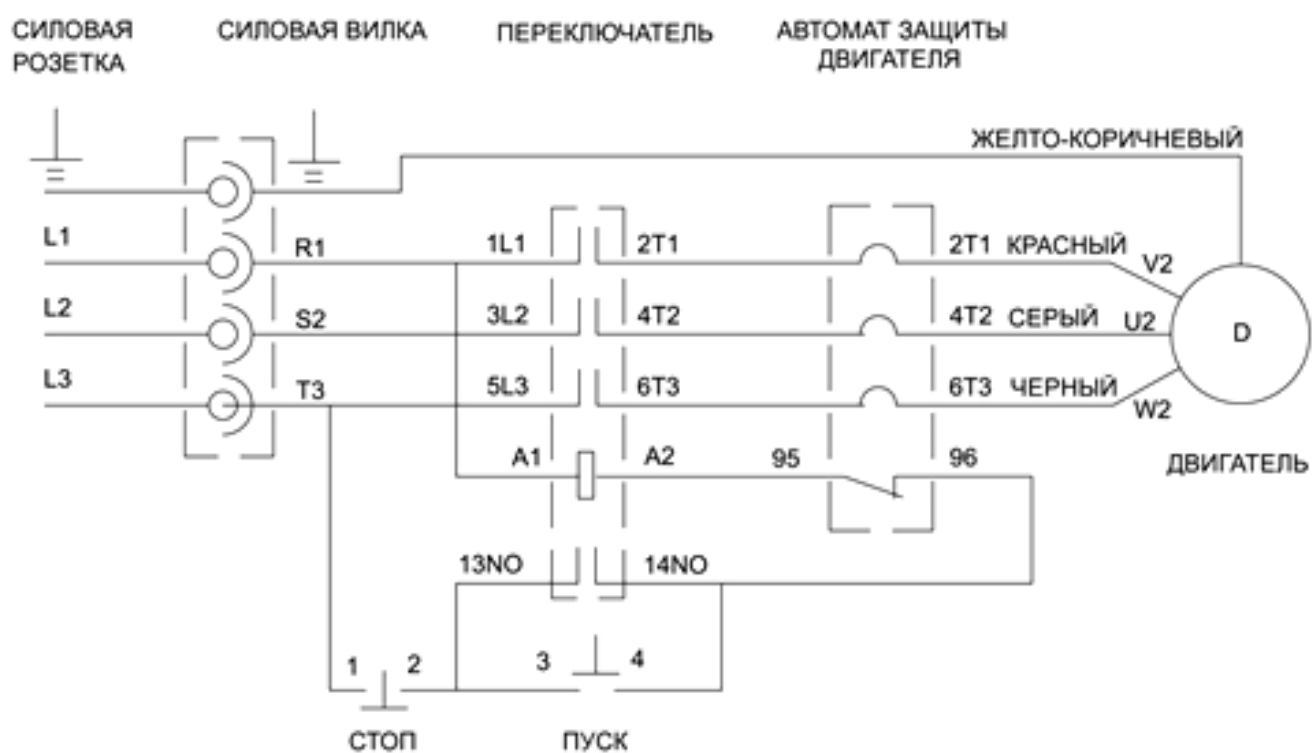 СИЛОВАЯ РОЗЕТКА
СИЛОВАЯ ВИЛКА
ПЕРЕКЛЮЧАТЕЛЬ
АВТОМАТ ЗАЩИТЫ
ДВИГАТЕЛЯ
ЖЕЛТО-КОРИЧНЕВЫЙ
L1 R1 1L1 2T1 2T1 КРАСНЫЙ V2
L2 S2 3L2 4T2 4T2 СЕРЫЙ U2 D
L3 T3 5L3 6T3 6T3 ЧЕРНЫЙ W2
A1 A2 95 96 ДВИГАТЕЛЬ
13NO 14NO
1 2 3 4
СТОП ПУСК